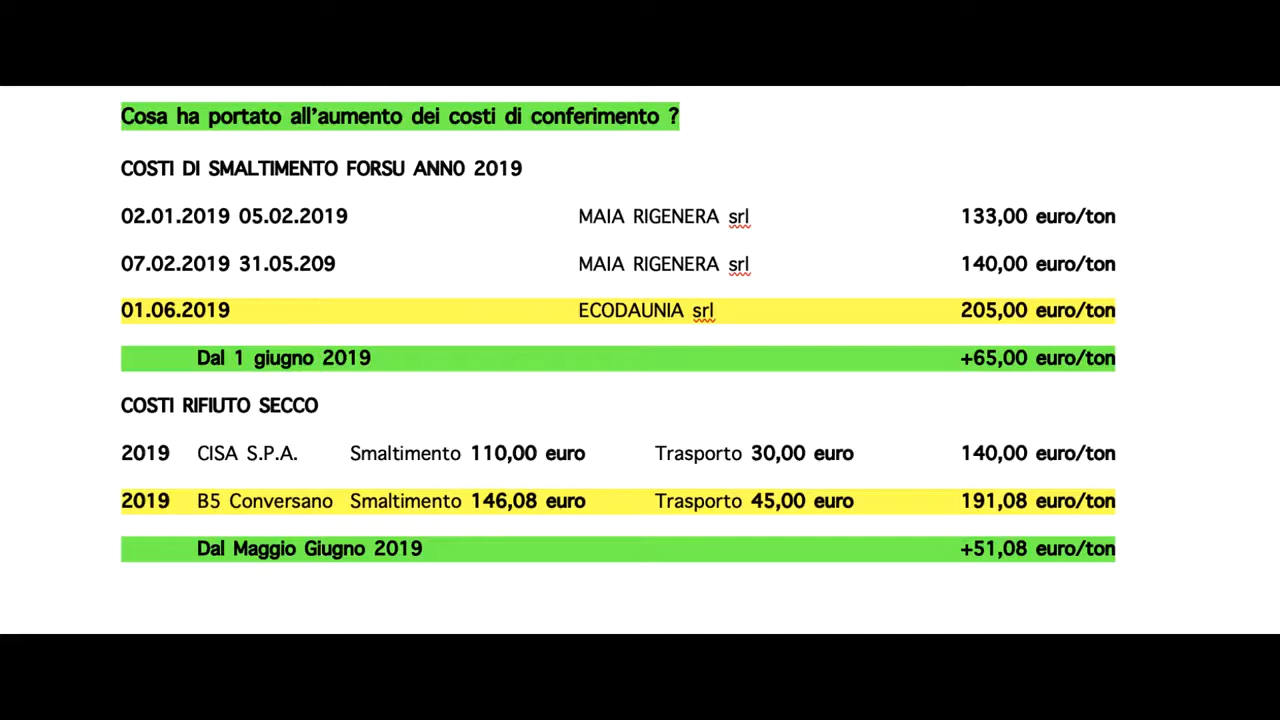 Cosa ha portato all’aumento dei costi di conferimento ?
COSTI DI SMALTIMENTO FORSU ANN0 2019
02.01.2019 05.02.2019 MAIA RIGENERA srl 133,00 euro/ton
07.02.2019 31.05.209 MAIA RIGENERA srl 140,00 euro/ton
01.06.2019 ECODAUNIA srl 205,00 euro/ton
Dal 1 giugno 2019 +65,00 euro/ton
COSTI RIFIUTO SECCO
2019 CISA S.P.A. Smaltimento 110,00 euro Trasporto 30,00 euro 140,00 euro/ton
2019 B5 Conversano Smaltimento 146,08 euro Trasporto 45,00 euro 191,08 euro/ton
Dal Maggio Giugno 2019 +51,08 euro/ton